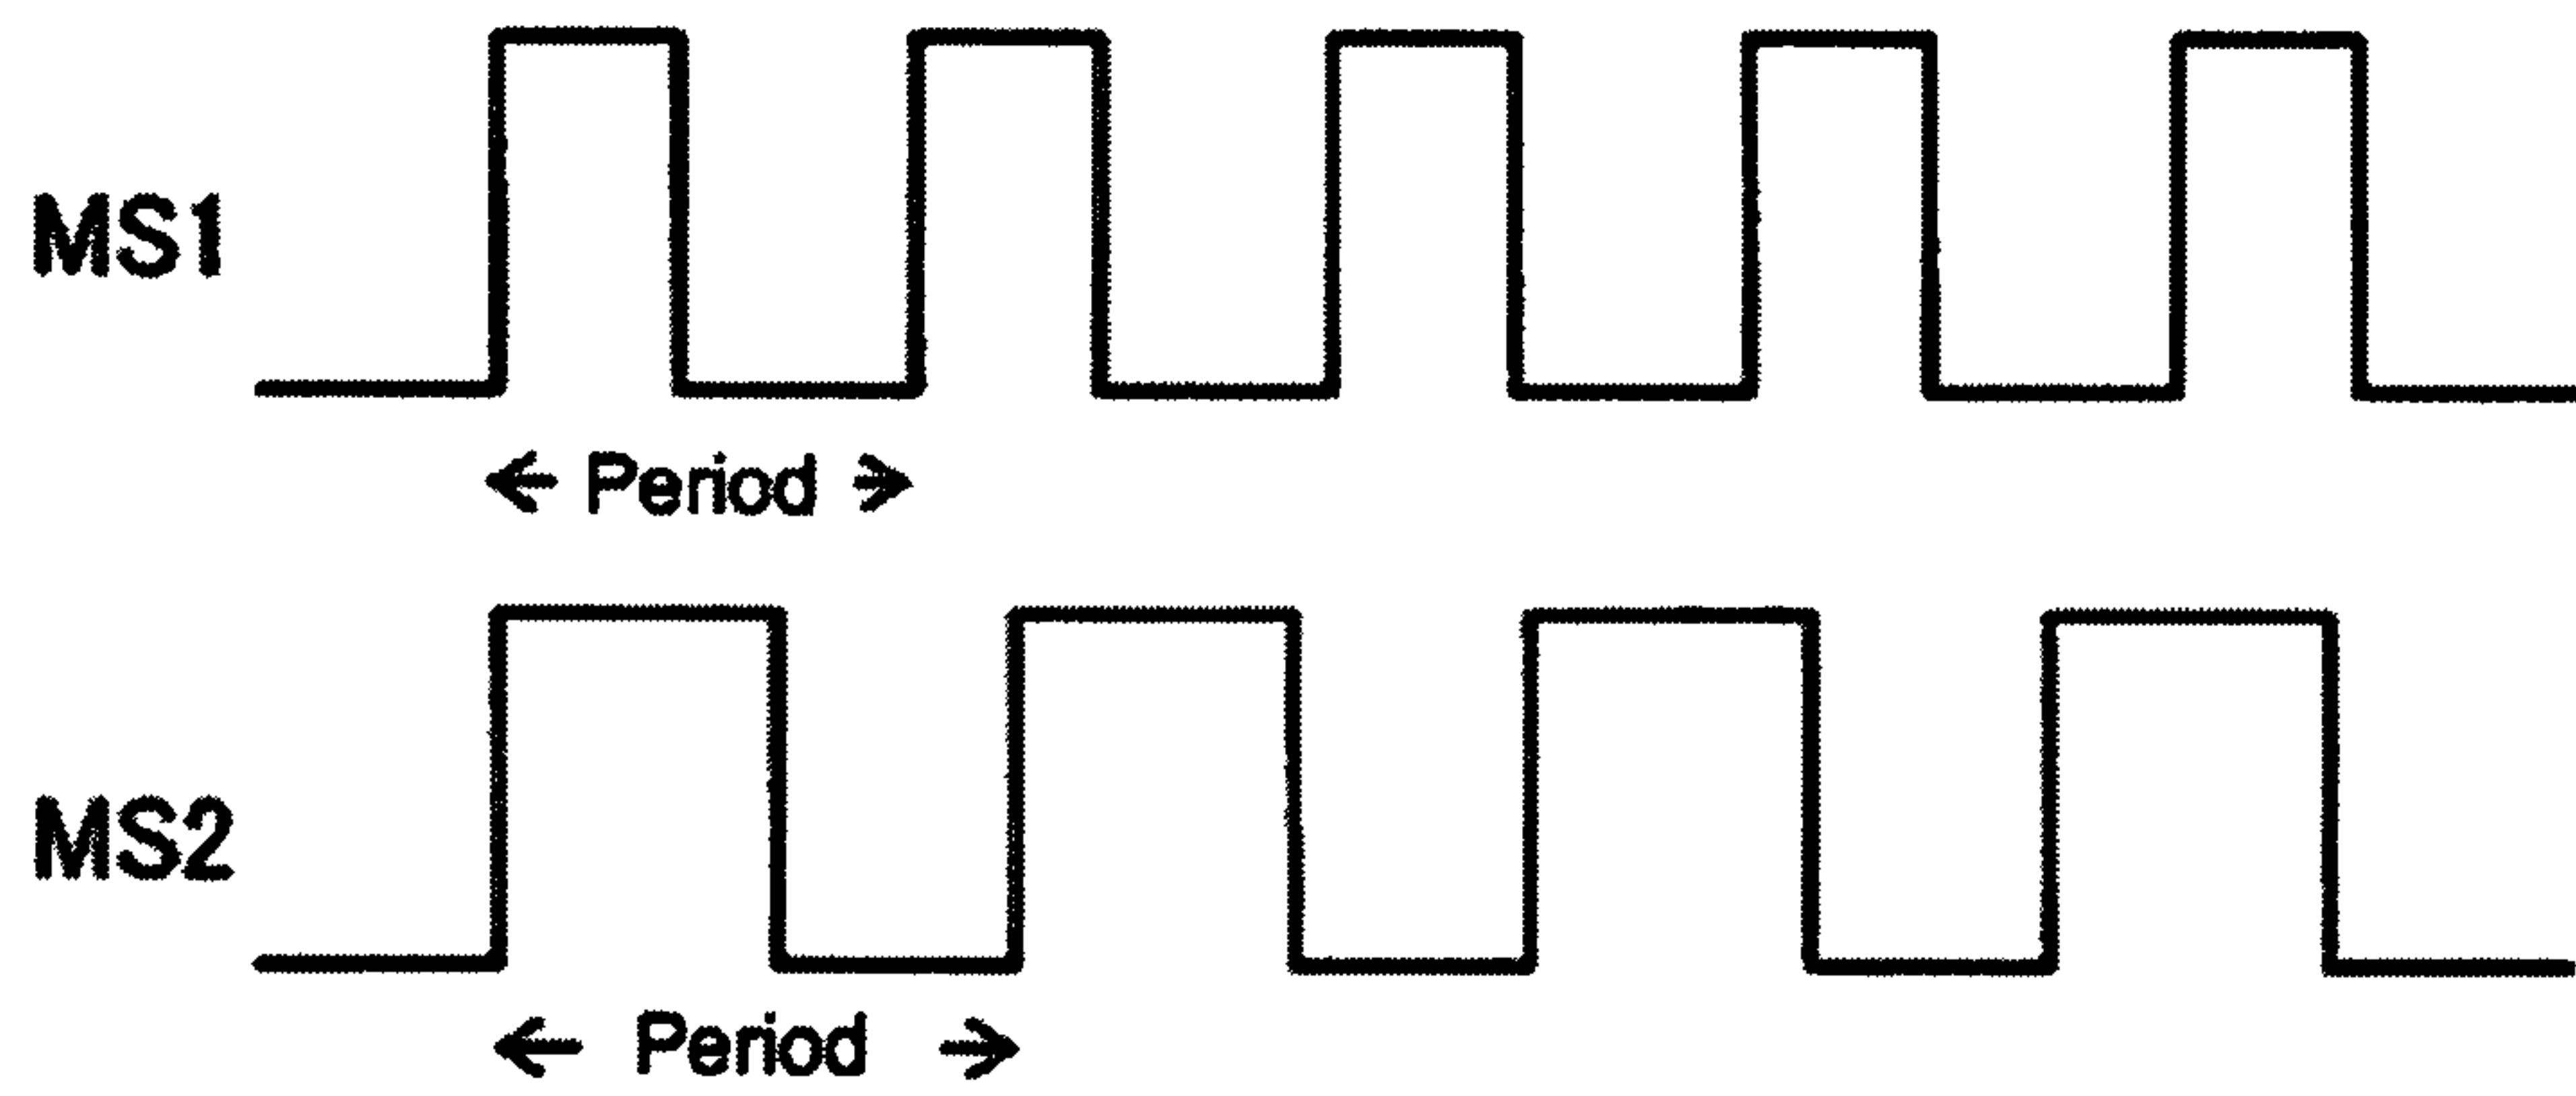 MS1
← Period →
MS2
← Period →